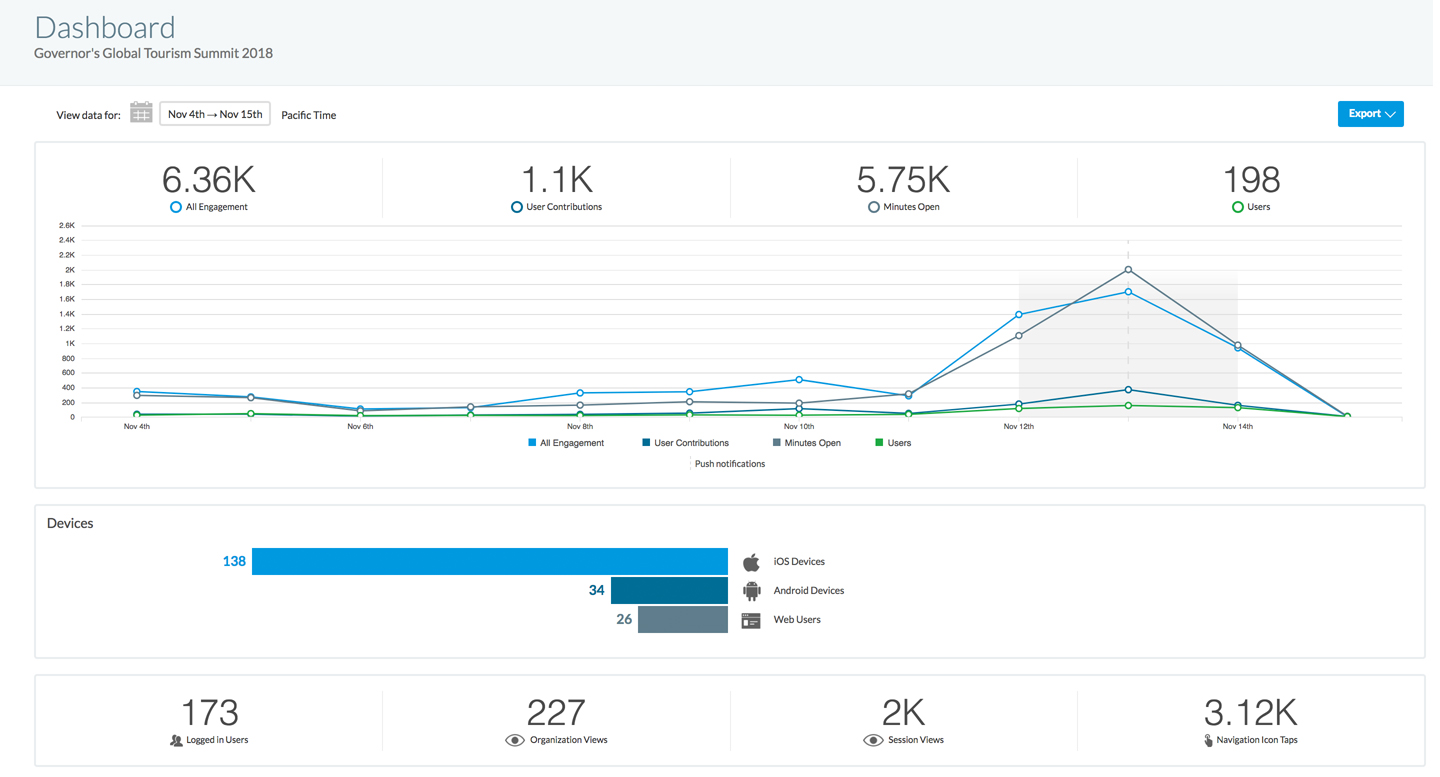 Dashboard
Governor's Global Tourism Summit 2018
View data for: Nov 4th → Nov 15th Pacific Time Export
6.36K 1.1K 5.75K 198
All Engagement User Contributions Minutes Open Users
2.6K
2.4K
2.2K
2K
1.8K
1.6K
1.4K
1.2K
1K
800
600
400
200
0
Nov 4th Nov 6th Nov 8th Nov 10th Nov 12th Nov 14th
All Engagement User Contributions Minutes Open Users
Push notifications
Devices
138 iOS Devices
34 Android Devices
26 Web Users
173 227 2K 3.12K
Logged in Users Organization Views Session Views Navigation Icon Taps